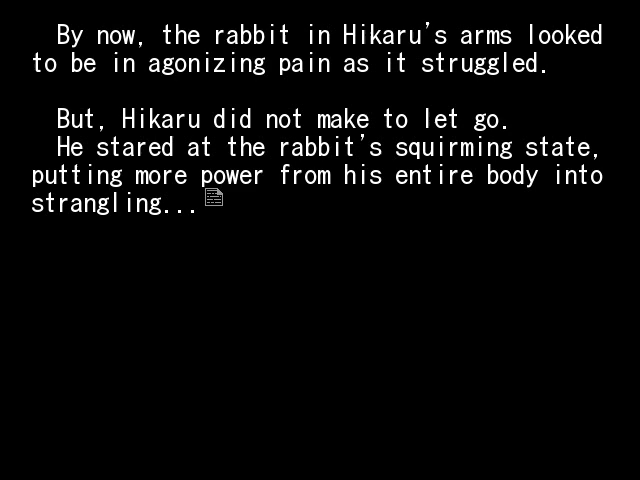 By now, the rabbit in Hikaru's arms looked
to be in agonizing pain as it struggled.
But, Hikaru did not make to let go.
He stared at the rabbit's squirming state,
putting more power from his entire body into
strangling...